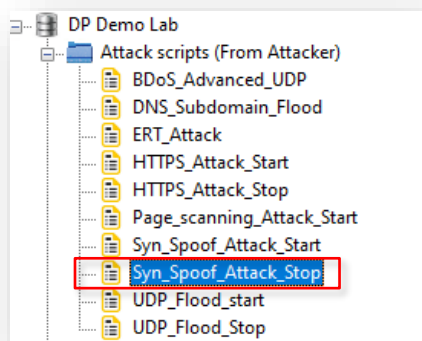 DP Demo Lab
Attack scripts (From Attacker)
BDoS_Advanced_UDP
DNS_Subdomain_Flood
ERT_Attack
HTTPS_Attack_Start
HTTPS_Attack_Stop
Page_scanning_Attack_Start
Syn_Spoof_Attack_Start
Syn_Spoof_Attack_Stop
UDP_Flood_start
UDP_Flood_Stop